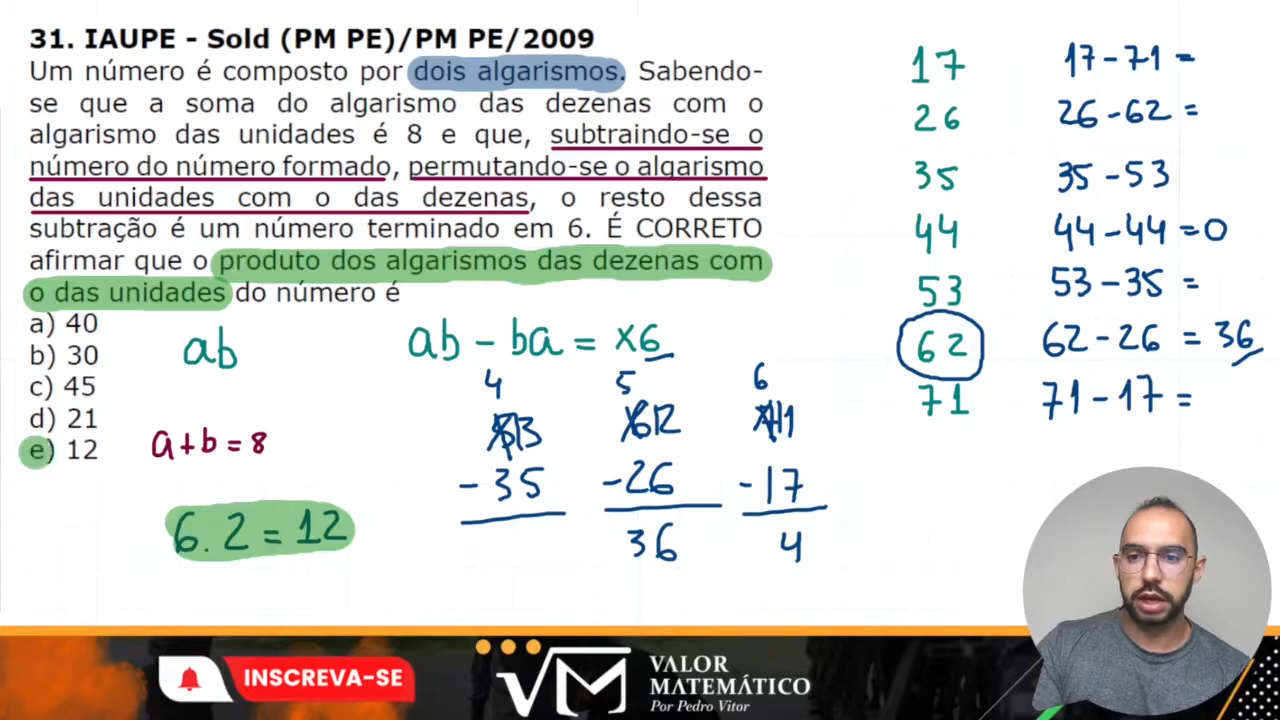 31. IAUPE - Sold (PM PE)/PM PE/2009
Um número é composto por dois algarismos. Sabendo-
se que a soma do algarismo das dezenas com o
algarismo das unidades é 8 e que, subtraindo-se o
número do número formado, permutando-se o algarismo
das unidades com o das dezenas, o resto dessa
subtração é um número terminado em 6. É CORRETO
afirmar que o produto dos algarismos das dezenas com
o das unidades do número é
a) 40
b) 30
c) 45
d) 21
e) 12
ab
a+b=8
6.2=12
ab-ba=x6
4 5 6
-35 -26 -17
36 4
17 17-71=
26 26-62=
35 35-53
44 44-44=0
53 53-35=
62 62-26=36
71 71-17=
INSCREVA-SE
VM
VALOR
MATEMÁTICO
Por Pedro Vitor